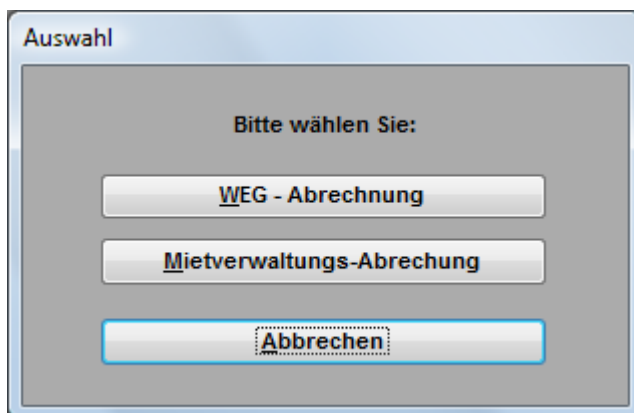 Auswahl
Bitte wählen Sie:
WEG - Abrechnung
Mietverwaltungs-Abrechung
Abbrechen